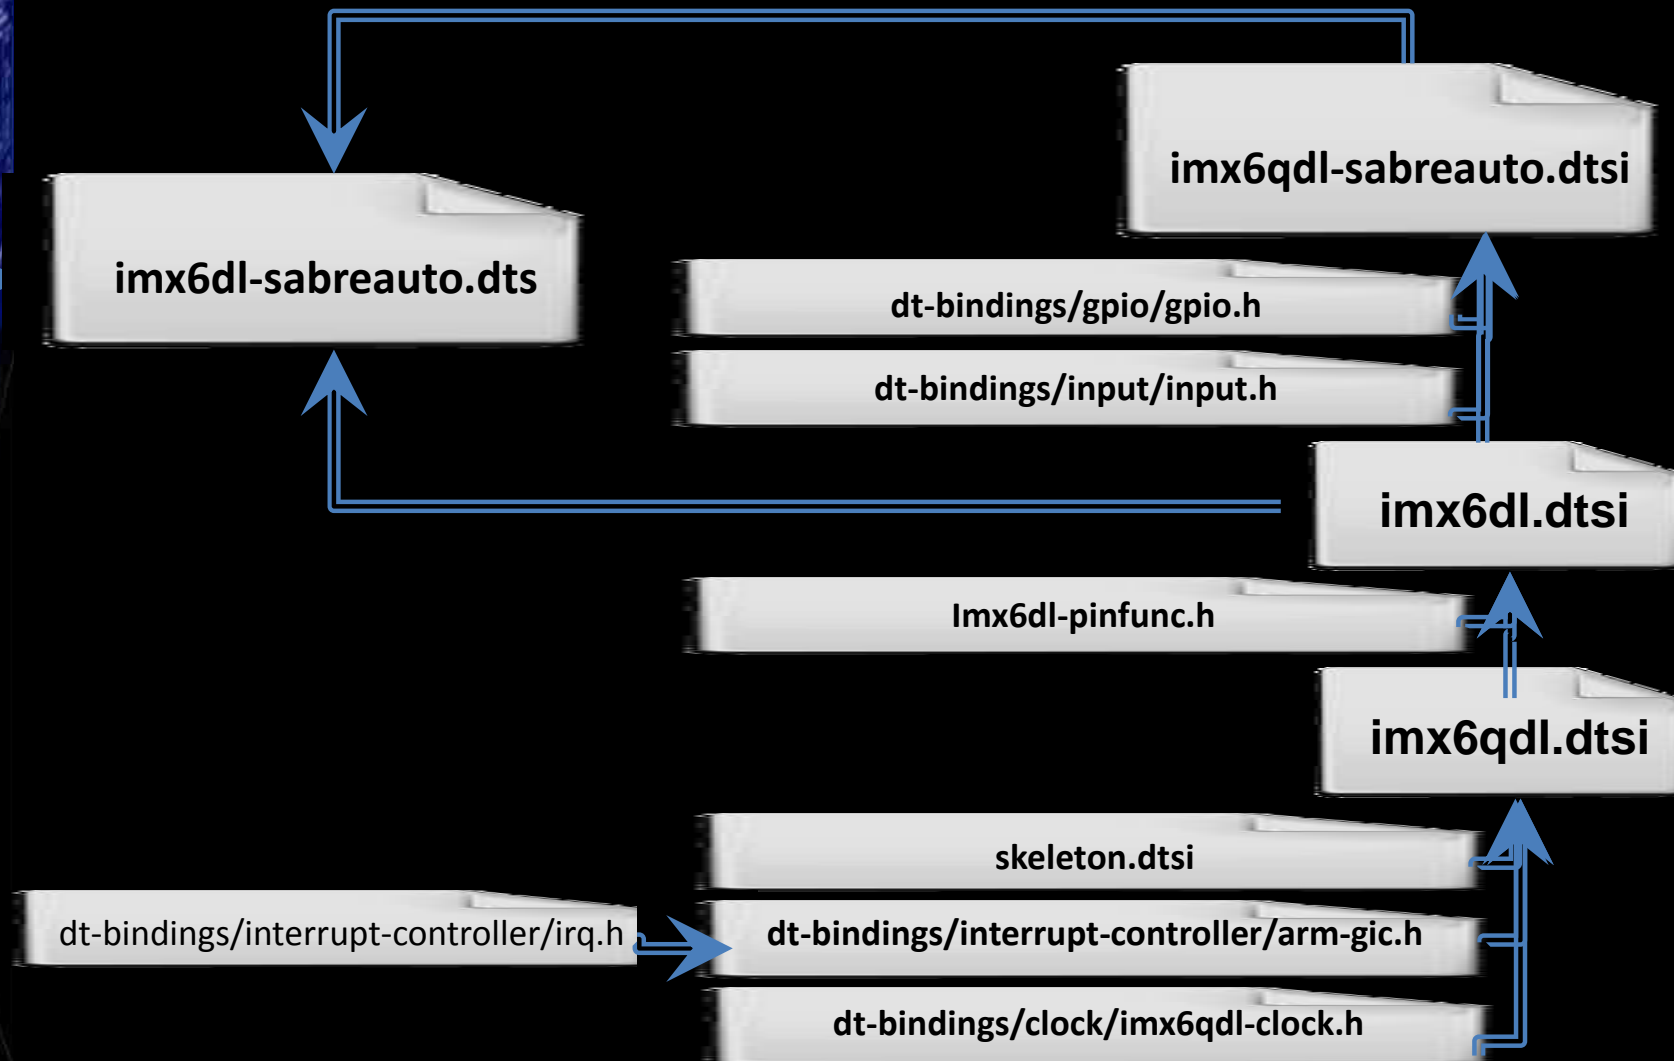 imx6qdl-sabreauto.dtsi
imx6dl-sabreauto.dts
dt-bindings/gpio/gpio.h
dt-bindings/input/input.h
imx6dl.dtsi
Imx6dl-pinfunc.h
imx6qdl.dtsi
skeleton.dtsi
dt-bindings/interrupt-controller/irq.h
dt-bindings/interrupt-controller/arm-gic.h
dt-bindings/clock/imx6qdl-clock.h